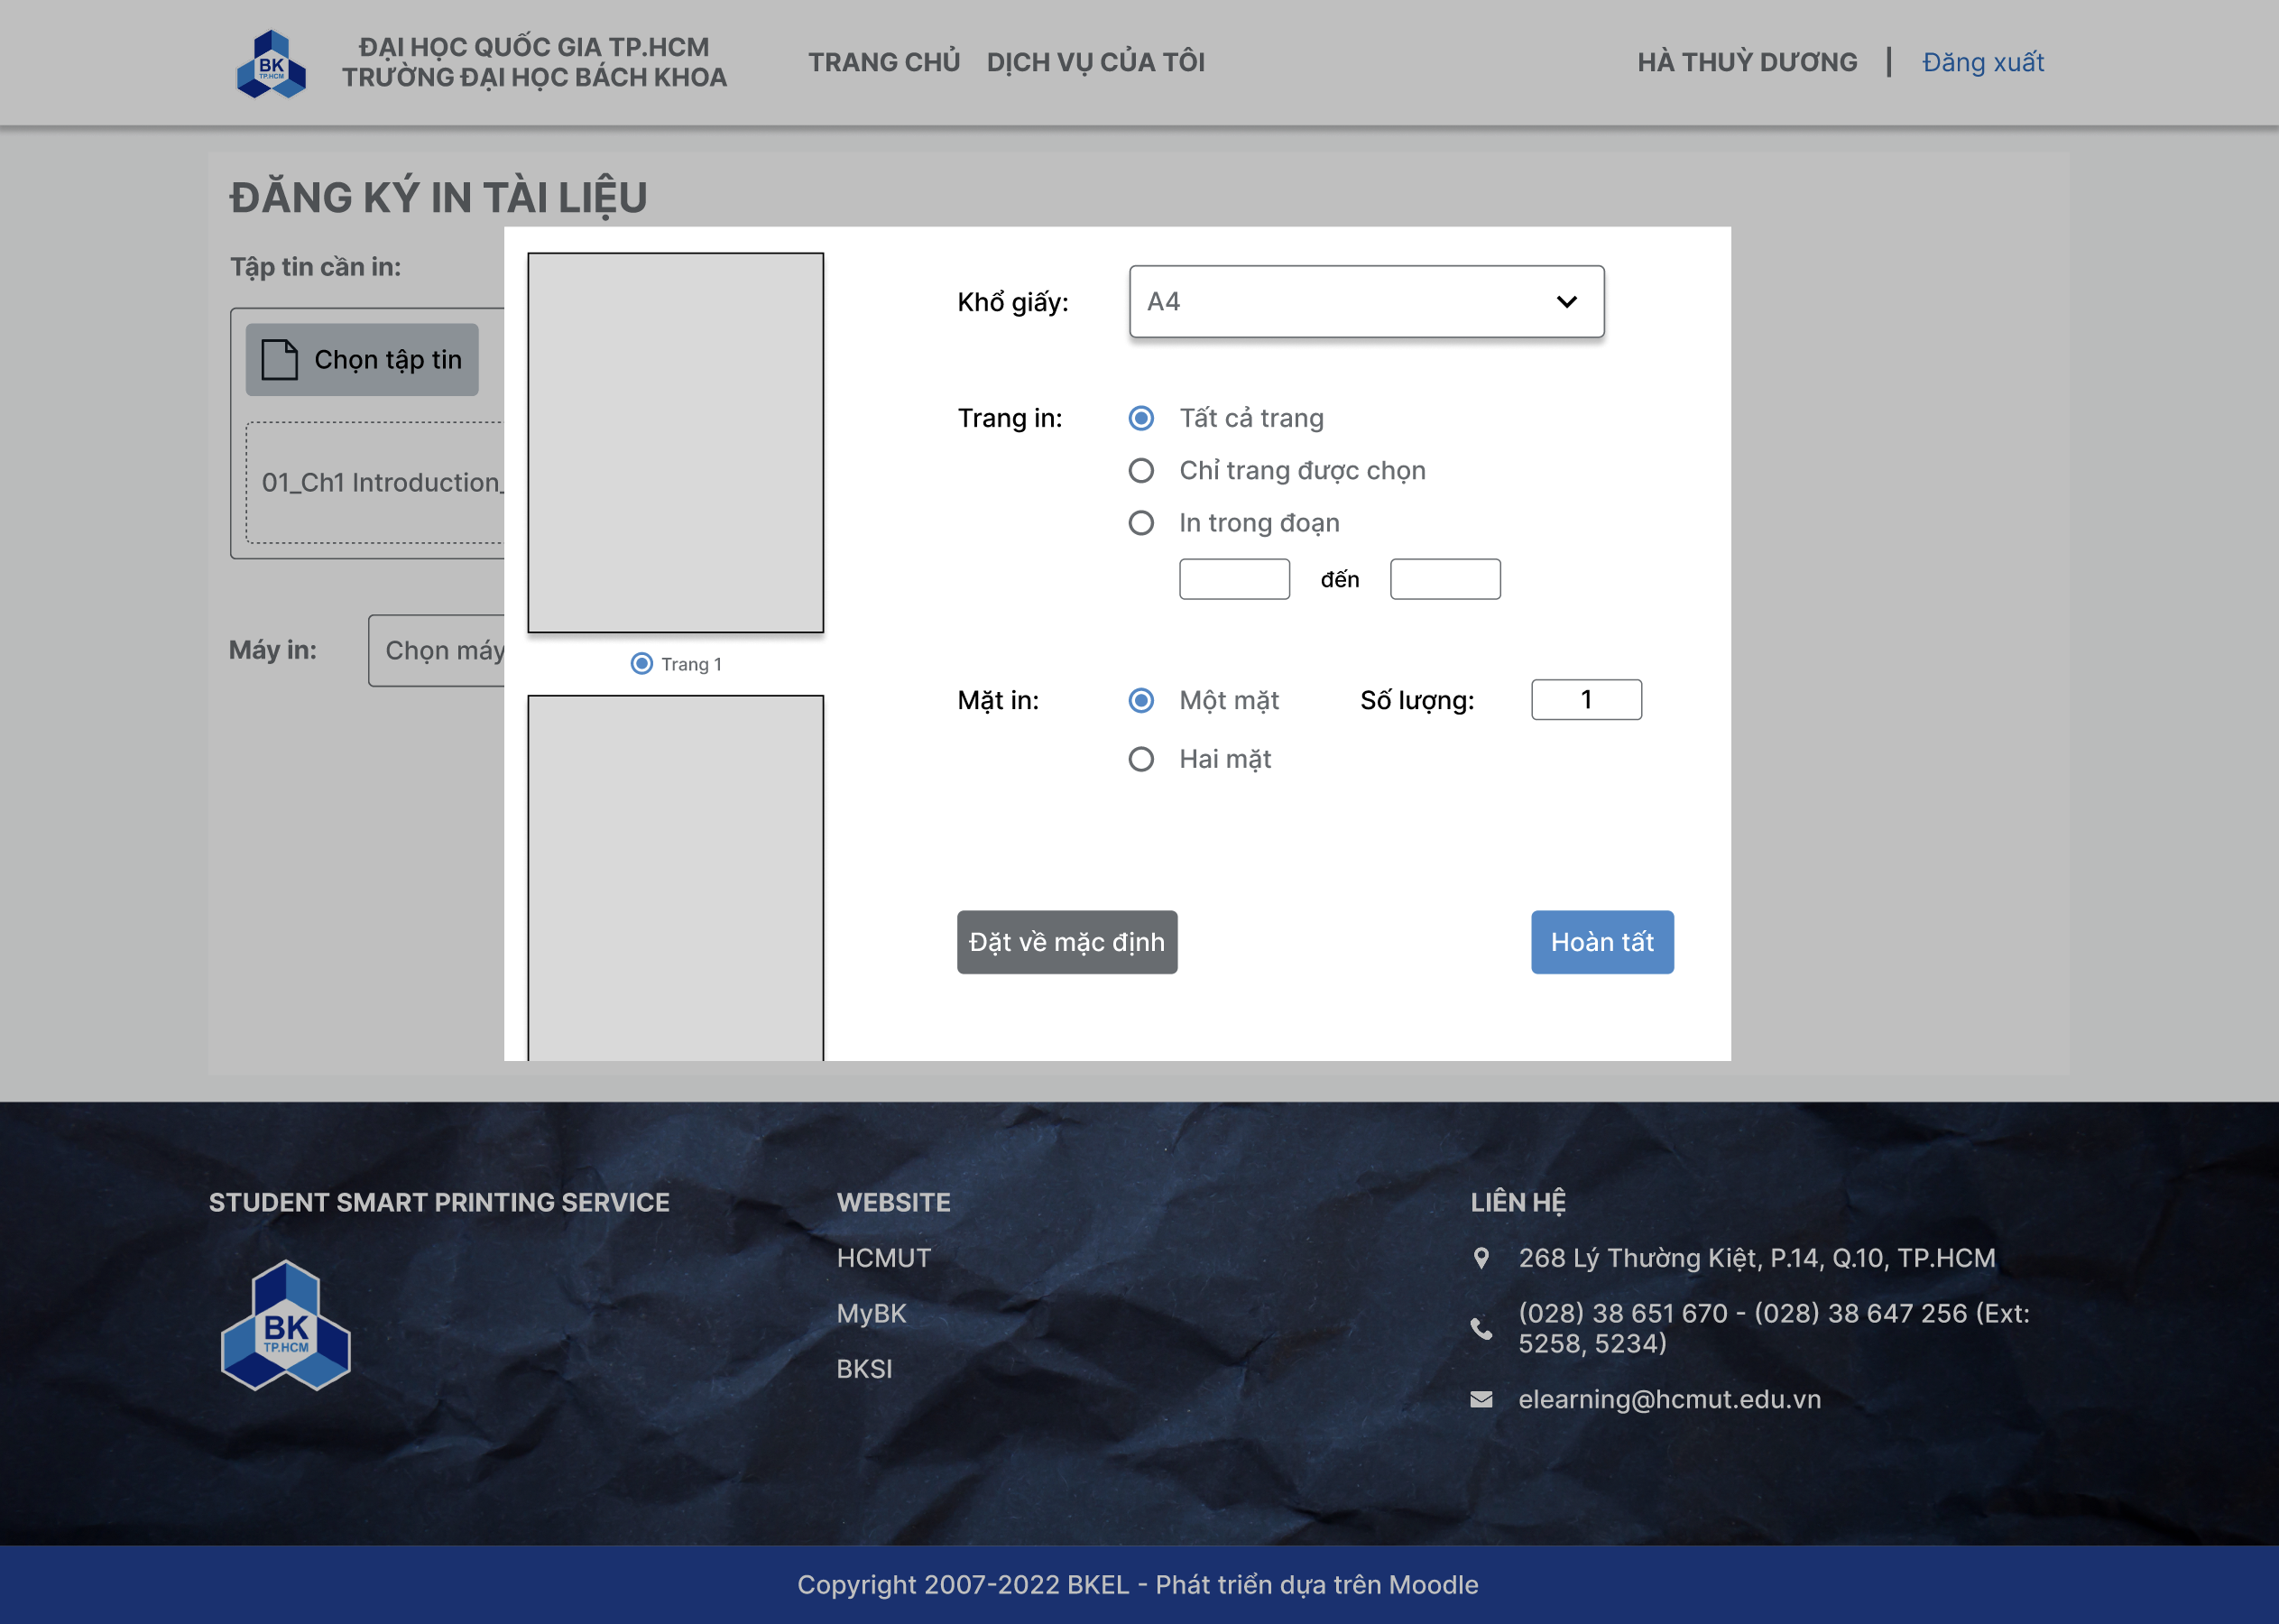 BK
TP.HCM
ĐẠI HỌC QUỐC GIA TP.HCM
TRƯỜNG ĐẠI HỌC BÁCH KHOA
TRANG CHỦ
DỊCH VỤ CỦA TÔI
HÀ THUỲ DƯƠNG
Đăng xuất
ĐĂNG KÝ IN TÀI LIỆU
Tập tin cần in:
Chọn tập tin
01_Ch1 Introduction_
Máy in:
Chọn máy
Trang 1
Khổ giấy:
A4
Trang in:
Tất cả trang
Chỉ trang được chọn
In trong đoạn
đến
Mặt in:
Một mặt
Số lượng:
1
Hai mặt
Đặt về mặc định
Hoàn tất
STUDENT SMART PRINTING SERVICE
BK
TP.HCM
WEBSITE
HCMUT
MyBK
BKSI
LIÊN HỆ
268 Lý Thường Kiệt, P.14, Q.10, TP.HCM
(028) 38 651 670 - (028) 38 647 256 (Ext:
5258, 5234)
elearning@hcmut.edu.vn
Copyright 2007-2022 BKEL - Phát triển dựa trên Moodle